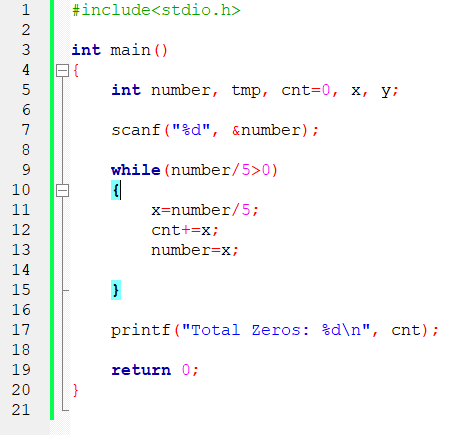 1 #include<stdio.h>
2
3 int main()
4 {
5 int number, tmp, cnt=0, x, y;
6
7 scanf("%d", &number);
8
9 while(number/5>0)
10 {
11 x=number/5;
12 cnt+=x;
13 number=x;
14
15 }
16
17 printf("Total Zeros: %d\n", cnt);
18
19 return 0;
20 }
21